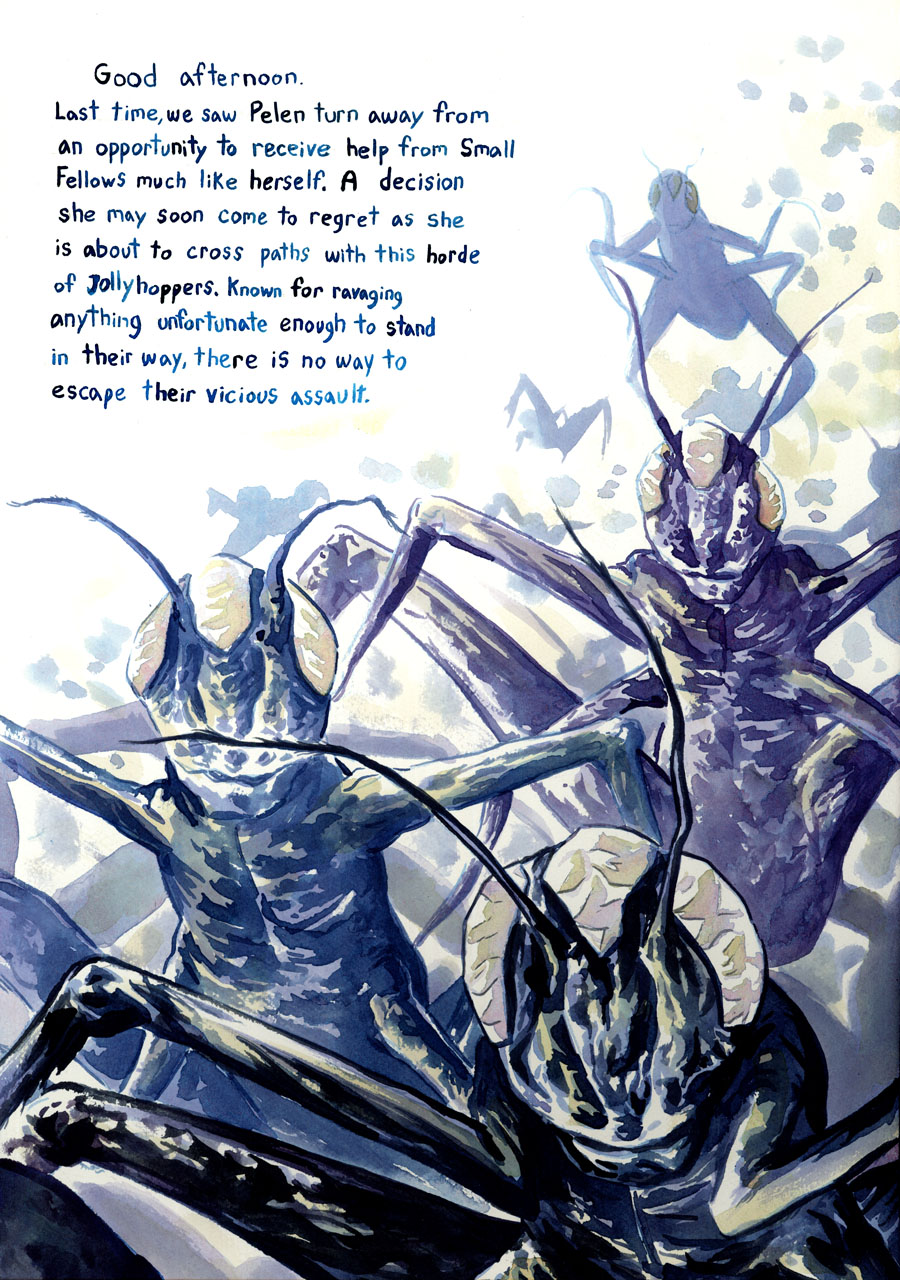 Good afternoon.
Last time, we saw Pelen turn away from
an opportunity to receive help from Small
Fellows much like herself. A decision
she may soon come to regret as she
is about to cross paths with this horde
of Jollyhoppers. Known for ravaging
anything unfortunate enough to stand
in their way, there is no way to
escape their vicious assault.